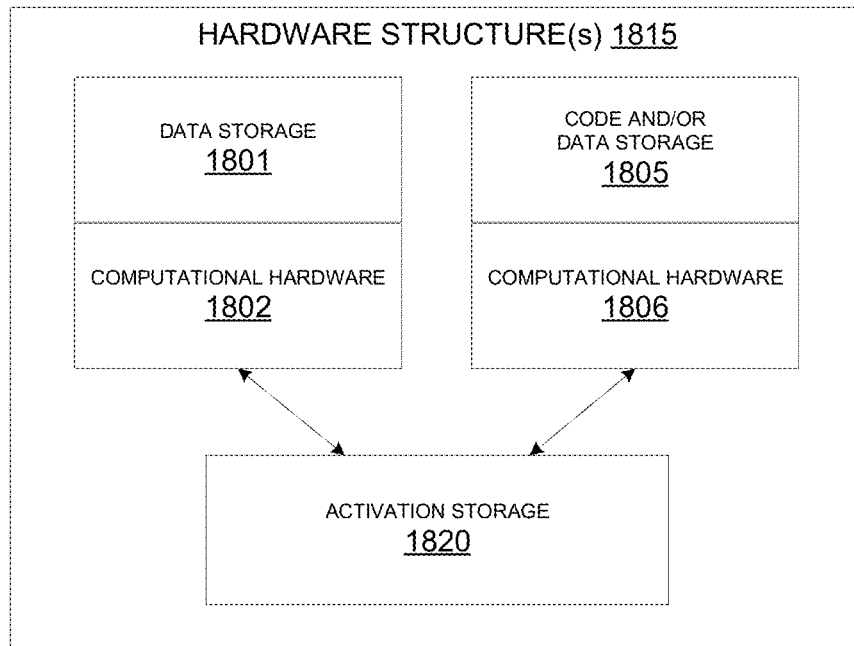 HARDWARE STRUCTURE(s) 1815
DATA STORAGE
1801
CODE AND/OR
DATA STORAGE
1805
COMPUTATIONAL HARDWARE
1802
COMPUTATIONAL HARDWARE
1806
ACTIVATION STORAGE
1820